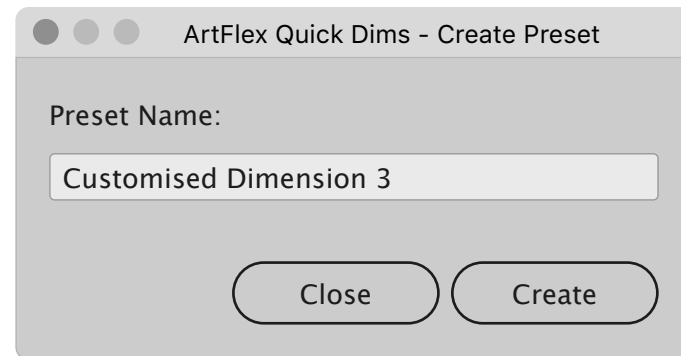 ArtFlex Quick Dims - Create Preset
Preset Name:
Customised Dimension 3
Close Create